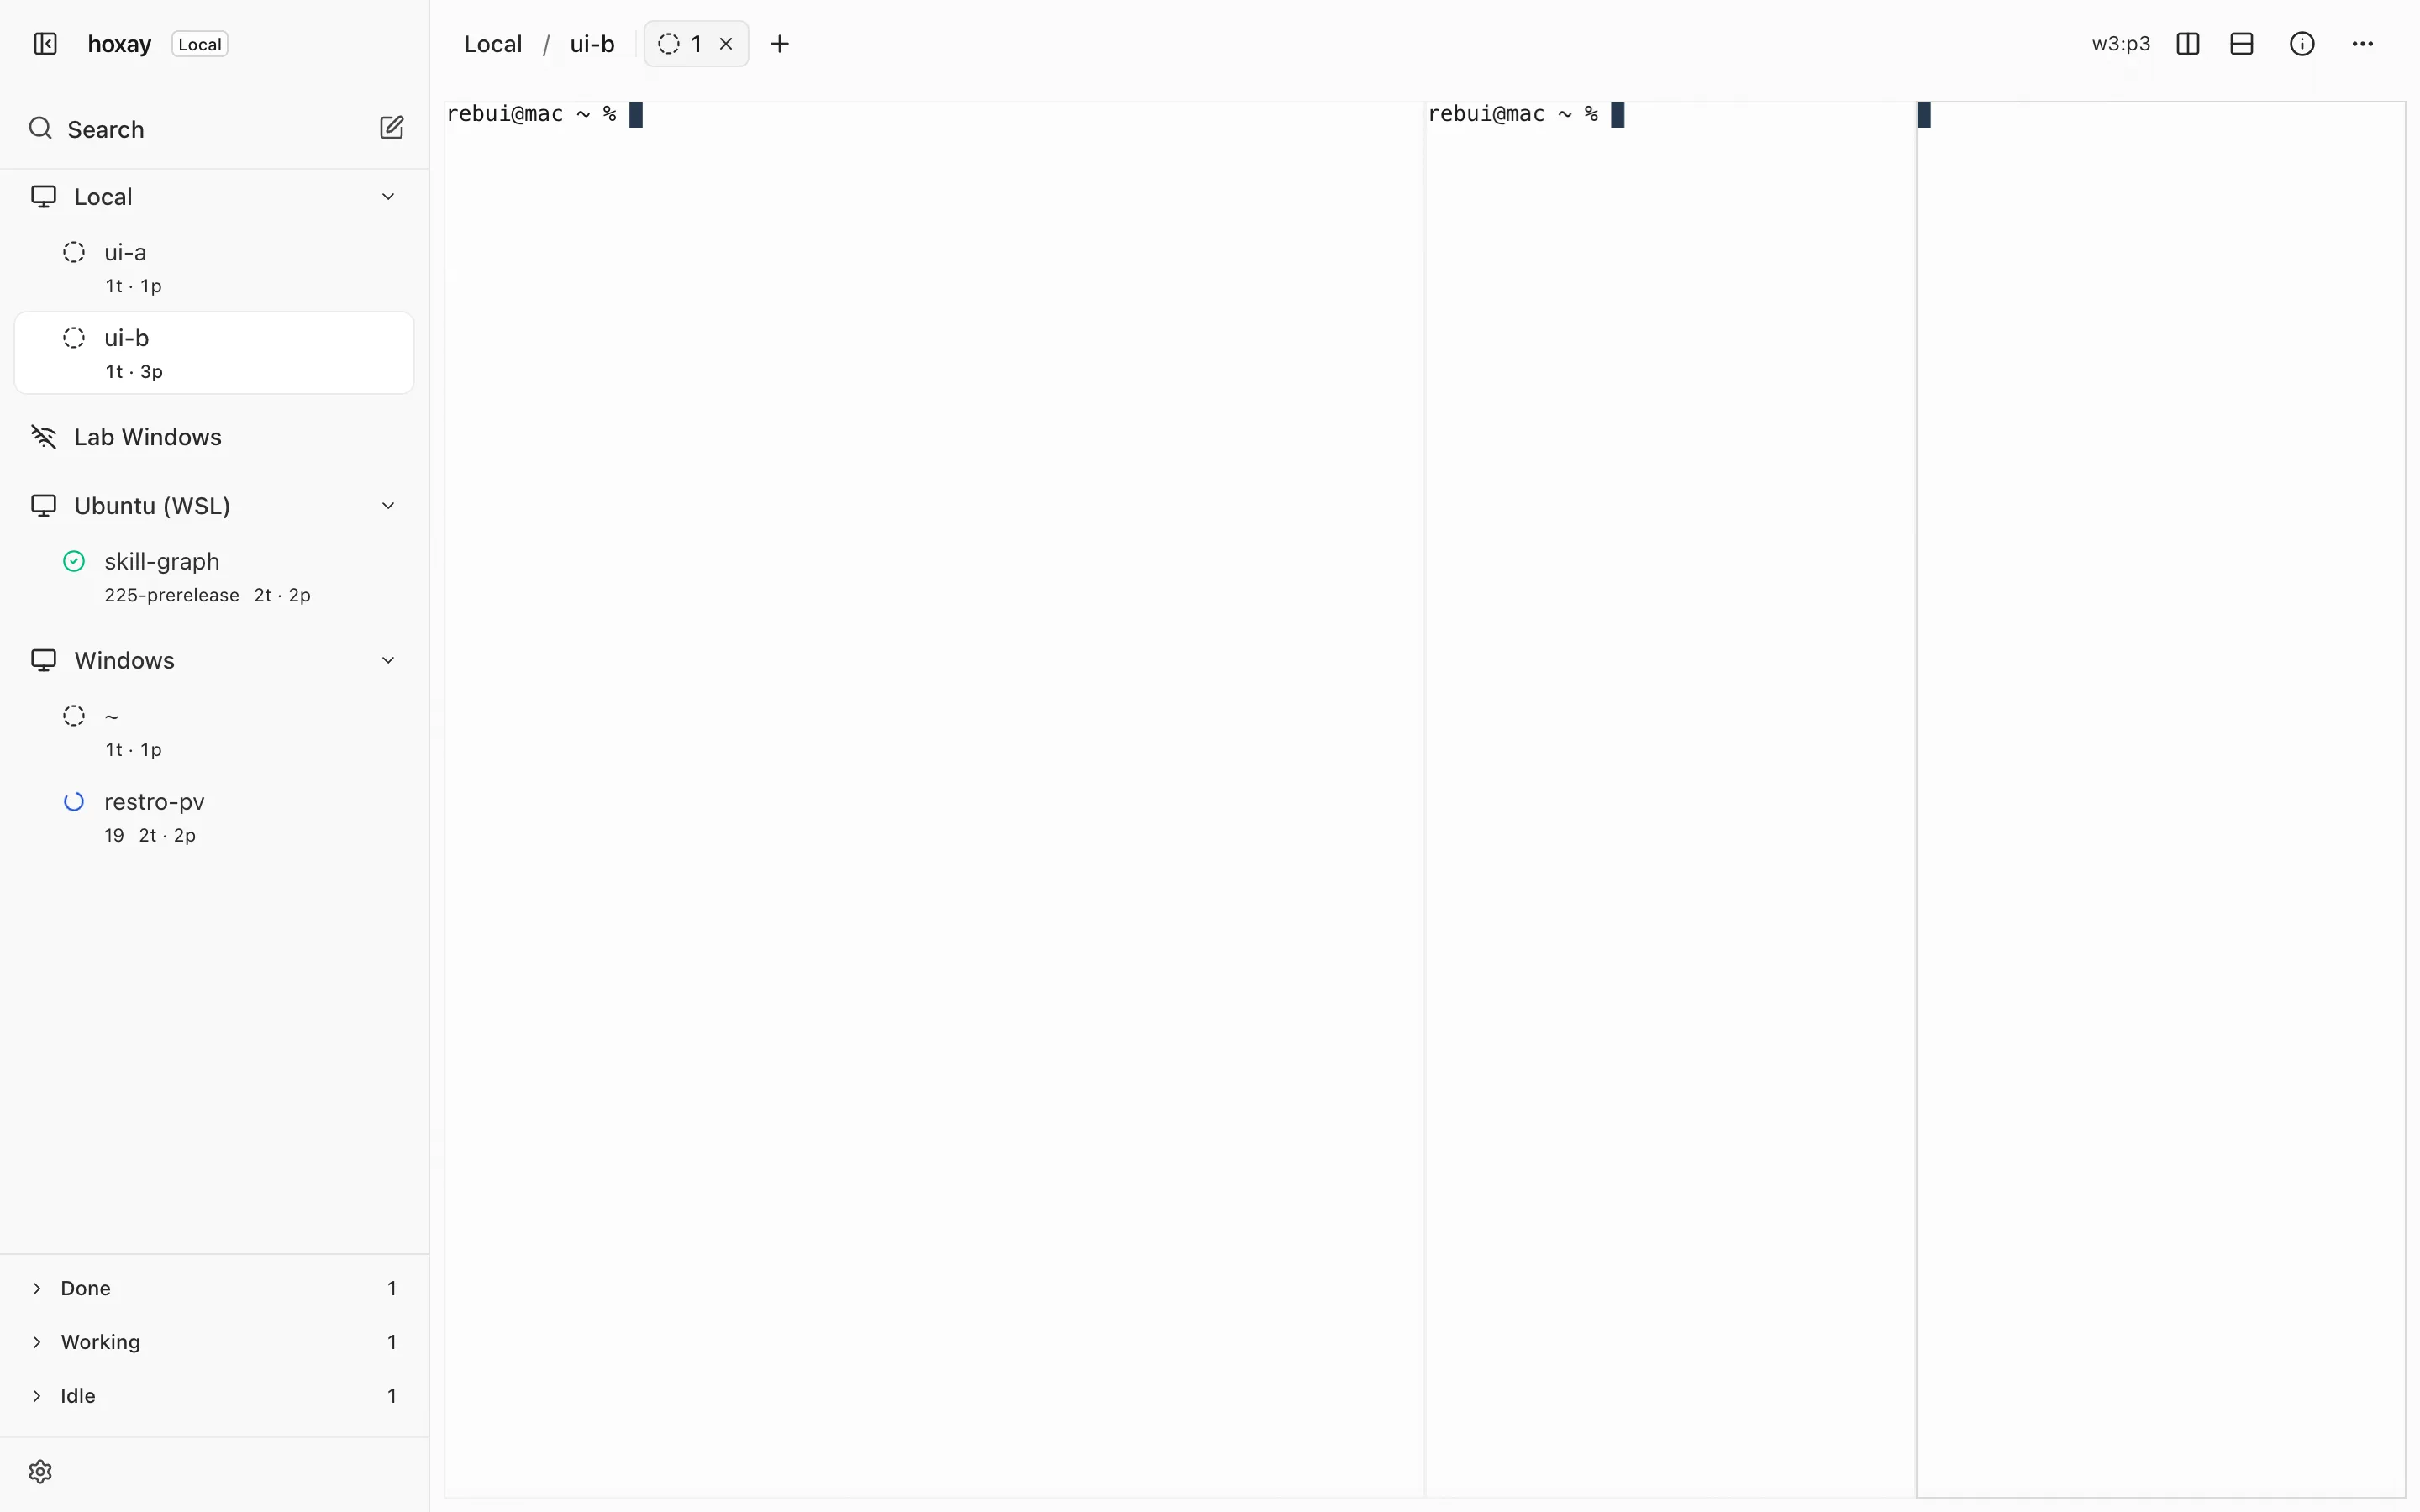 hoxay Local
Search
Local
ui-a
1t · 1p
ui-b
1t · 3p
Lab Windows
Ubuntu (WSL)
skill-graph
225-prerelease 2t · 2p
Windows
~
1t · 1p
restro-pv
19 2t · 2p
Done 1
Working 1
Idle 1
Local / ui-b 1
w3:p3
rebui@mac ~ %
rebui@mac ~ %